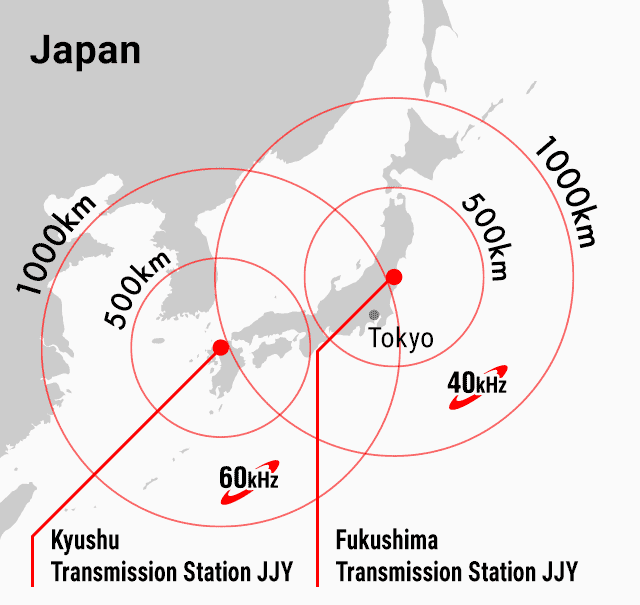 Japan
1000km
500km
1000km
500km
Tokyo
40kHz
60kHz
Kyushu
Transmission Station JJY
Fukushima
Transmission Station JJY